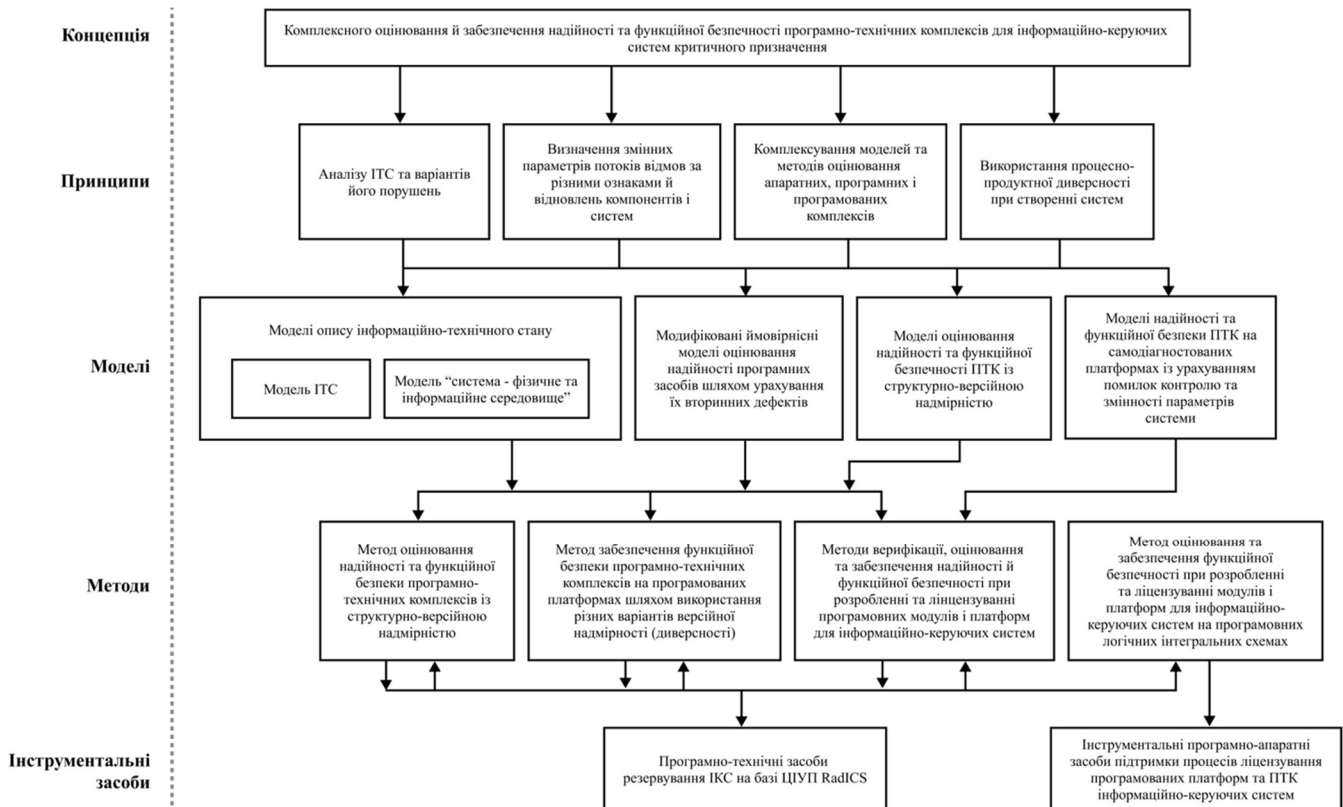 Концепція
Комплексного оцінювання й забезпечення надійності та функційної безпечності програмно-технічних комплексів для інформаційно-керуючих
систем критичного призначення
Принципи
Аналізу ІТС та варіантів
його порушень
Визначення змінних
параметрів потоків відмов за
різними ознаками й
відновлень компонентів і
систем
Комплексування моделей та
методів оцінювання
апаратних, програмних і
програмованих
комплексів
Використання процесно-
продуктної диверсності
при створенні систем
Моделі
Моделі опису інформаційно-технічного стану
Модель ІТС
Модель “система - фізичне та
інформаційне середовище”
Модифіковані ймовірнісні
моделі оцінювання
надійності програмних
засобів шляхом урахування
їх вторинних дефектів
Моделі оцінювання
надійності та функційної
безпечності ПТК із
структурно-версійною
надмірністю
Моделі надійності та
функційної безпеки ПТК на
самодіагностованих
платформах із урахуванням
помилок контролю та
змінності параметрів
системи
Методи
Метод оцінювання
надійності та функційної
безпеки програмно-
технічних комплексів із
структурно-версійною
надмірністю
Метод забезпечення функційної
безпеки програмно-технічних
комплексів на програмованих
платформах шляхом використання
різних варіантів версійної
надмірності (диверсності)
Методи верифікації, оцінювання
та забезпечення надійності й
функційної безпечності при
розробленні та лінцензуванні
програмовних модулів і платформ
для інформаційно-керуючих систем
Метод оцінювання та
забезпечення функційної
безпечності при розробленні
та ліцензуванні модулів і
платформ для інформаційно-
керуючих систем на програмовних
логічних інтегральних схемах
Інструментальні
засоби
Програмно-технічні засоби
резервування ІКС на базі ЦІУП RadICS
Інструментальні програмно-апаратні
засоби підтримки процесів ліцензування
програмованих платформ та ПТК
інформаційно-керуючих систем